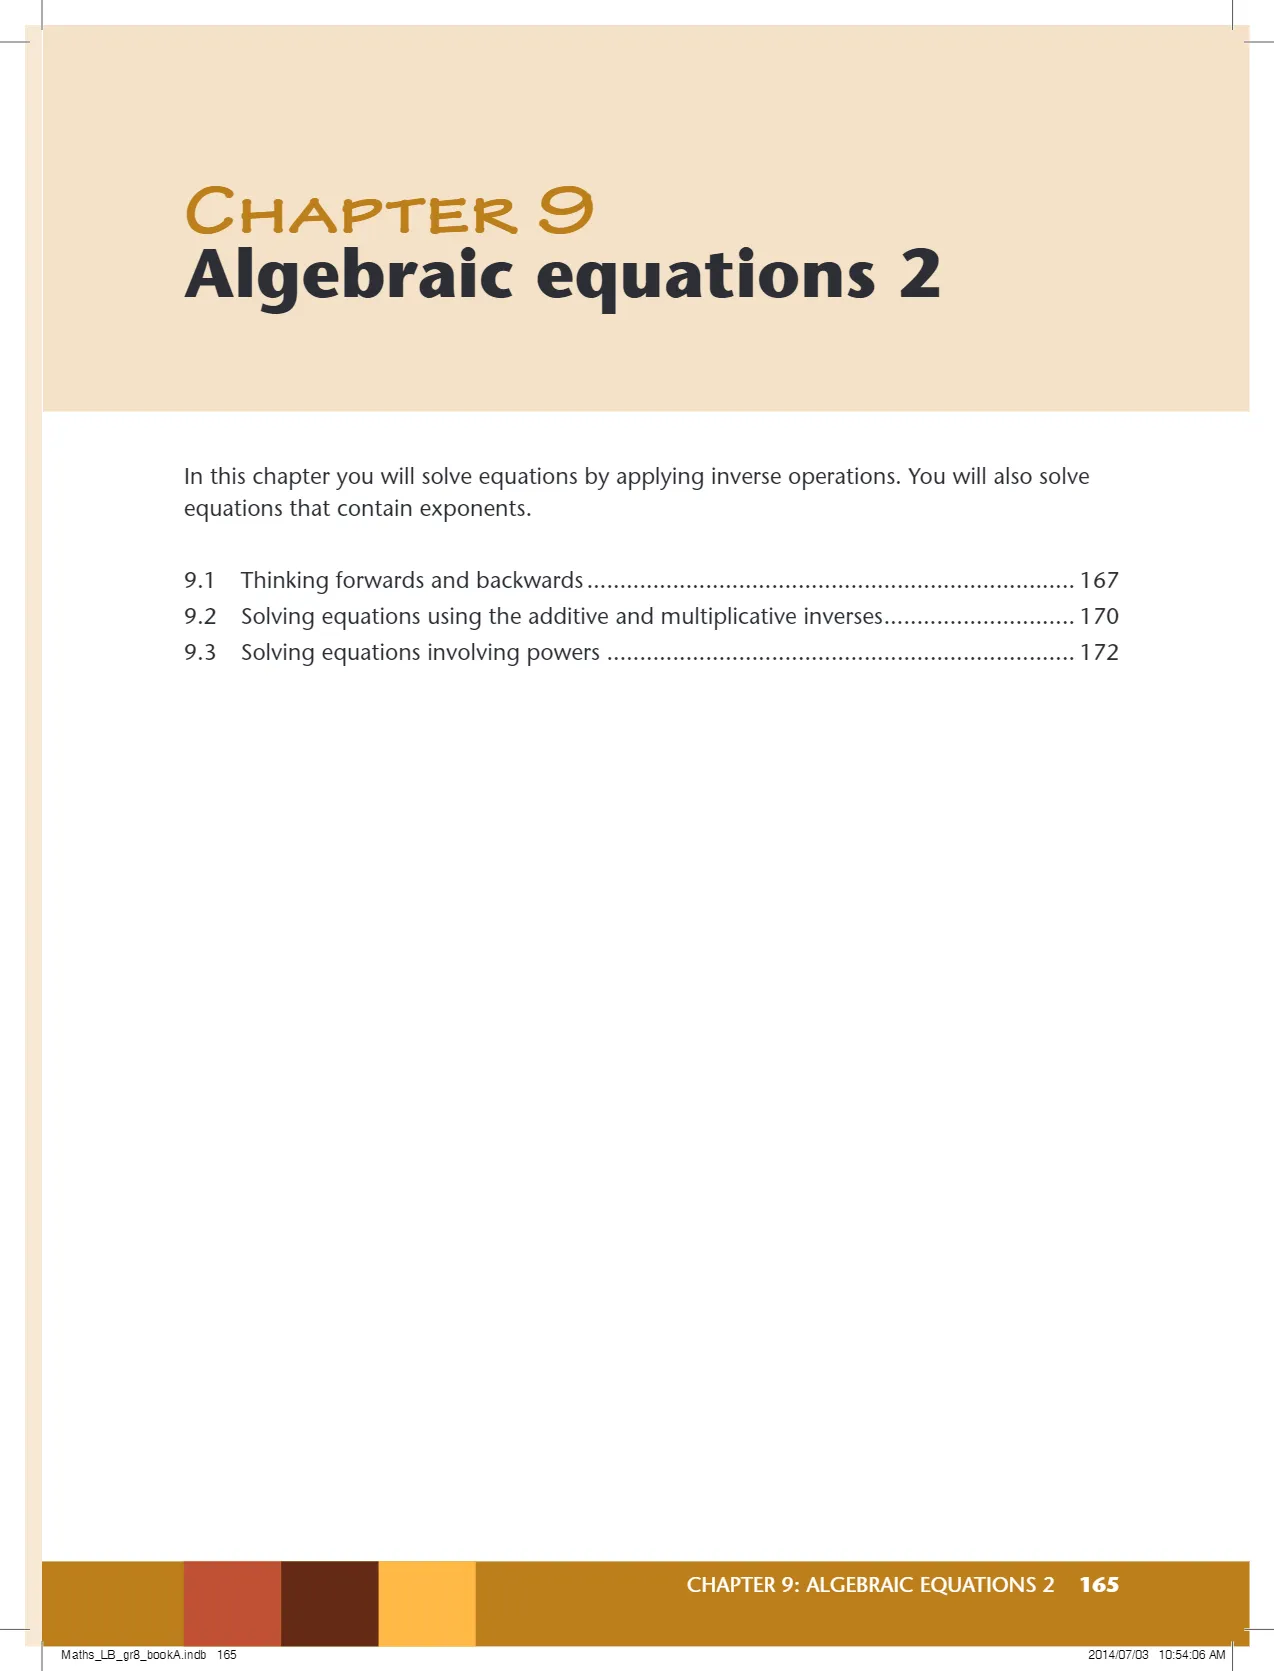 CHAPTER 9
Algebraic equations 2
In this chapter you will solve equations by applying inverse operations. You will also solve
equations that contain exponents.
9.1 Thinking forwards and backwards.......................................................................... 167
9.2 Solving equations using the additive and multiplicative inverses............................. 170
9.3 Solving equations involving powers ....................................................................... 172
CHAPTER 9: ALGEBRAIC EQUATIONS 2 165
Maths_LB_gr8_bookA.indb 165 2014/07/03 10:54:06 AM